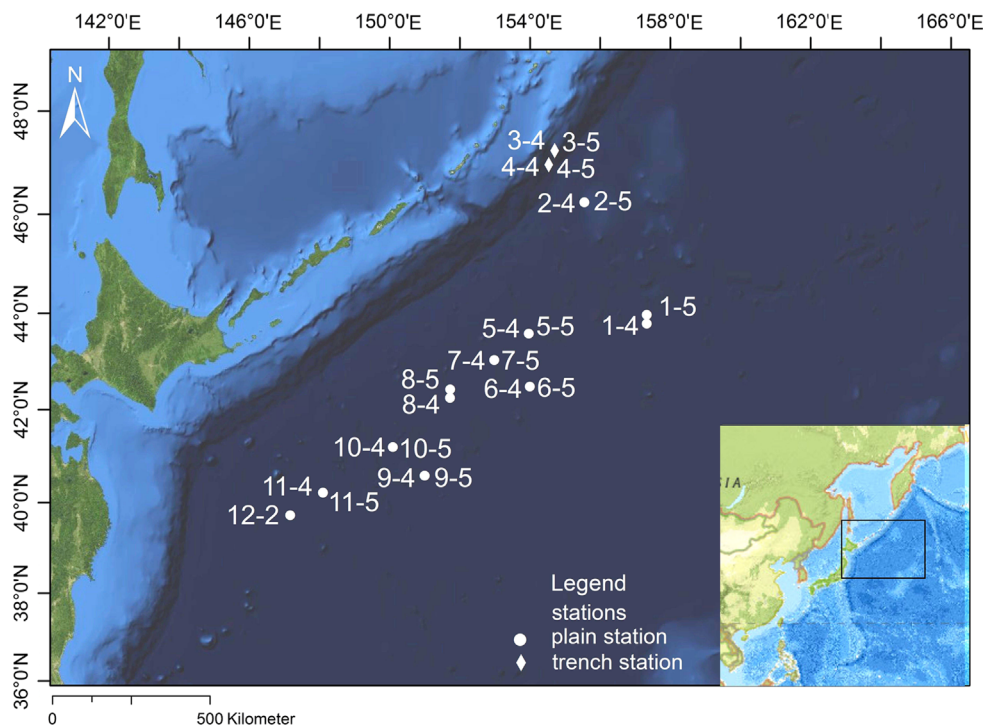 142°0'E 146°0'E 150°0'E 154°0'E 158°0'E 162°0'E 166°0'E
N
48°0'N
46°0'N
44°0'N
42°0'N
40°0'N
38°0'N
36°0'N
3-4 3-5
4-4 4-5
2-4 2-5
1-5
1-4
5-4 5-5
7-4 7-5
8-5
6-4 6-5
8-4
10-4 10-5
9-4 9-5
11-4
11-5
12-2
SIA
Legend
stations
plain station
trench station
0 500 Kilometer